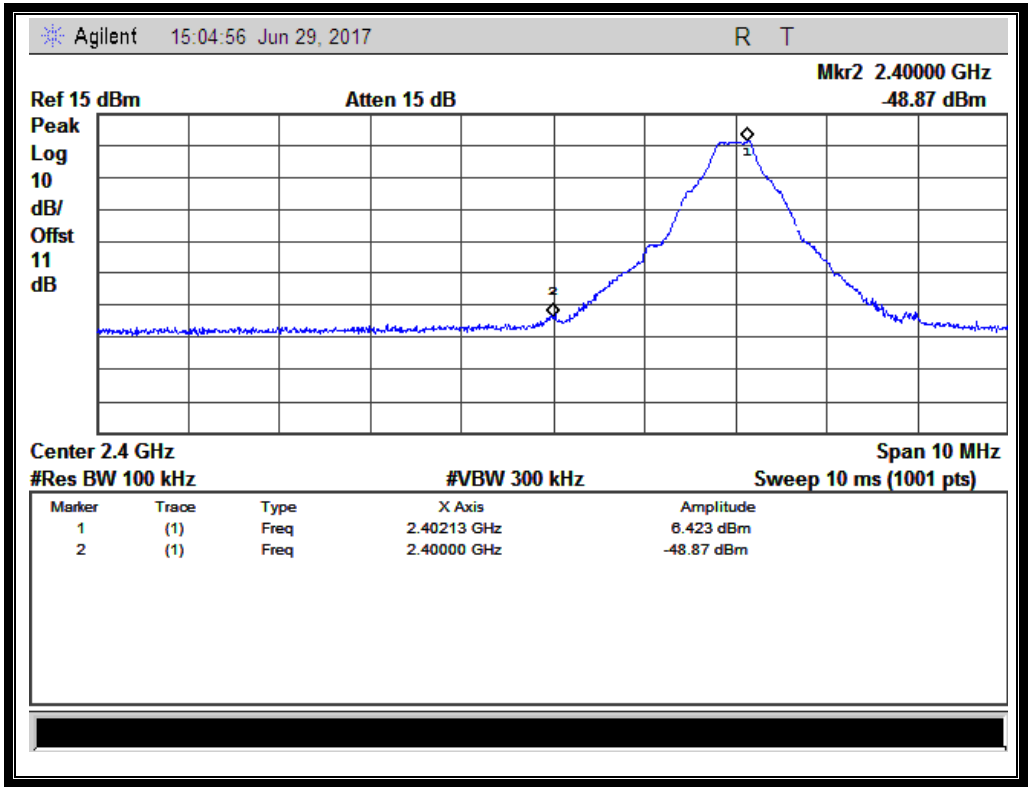 Agilent 15:04:56 Jun 29, 2017 R T
Mkr2 2.40000 GHz
Ref 15 dBm Atten 15 dB -48.87 dBm
Peak
Log
10
dB/
Offst
11
dB
1
2
Center 2.4 GHz Span 10 MHz
#Res BW 100 kHz #VBW 300 kHz Sweep 10 ms (1001 pts)
Marker Trace Type X Axis Amplitude
1 (1) Freq 2.40213 GHz 6.423 dBm
2 (1) Freq 2.40000 GHz -48.87 dBm